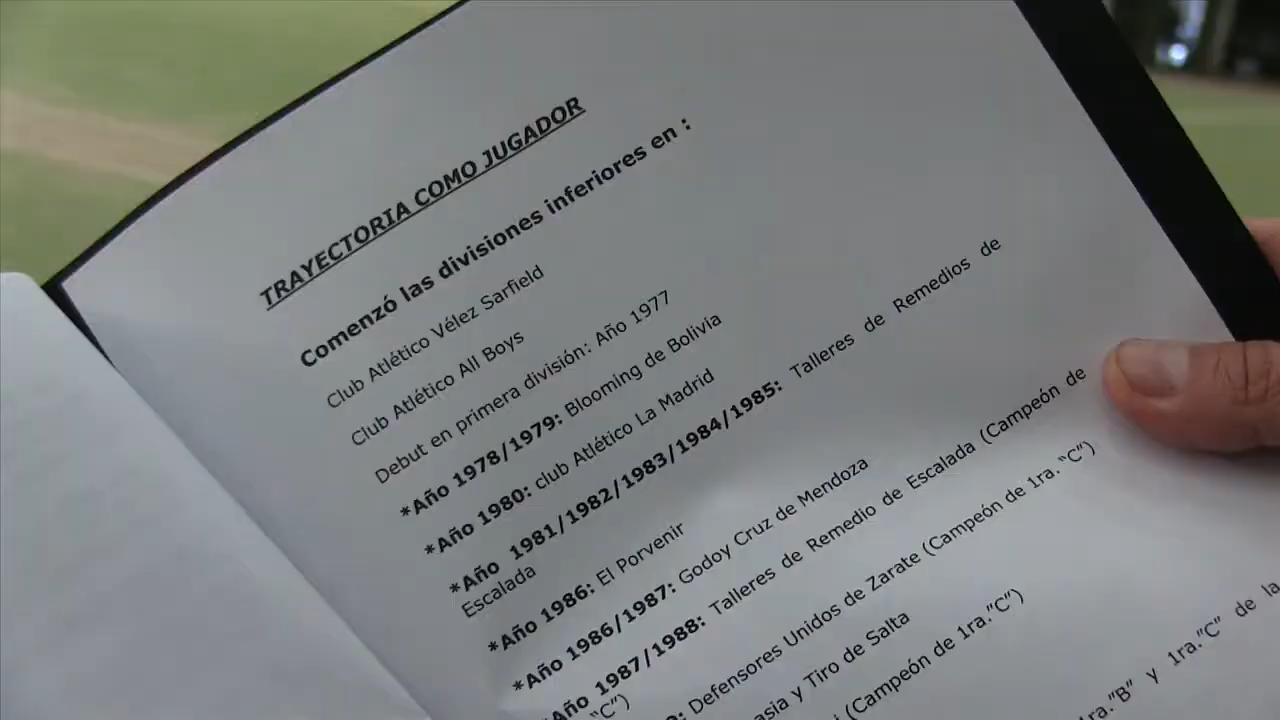 TRAYECTORIA COMO JUGADOR
Comenzó las divisiones inferiores en :
Club Atlético Vélez Sarfield
Club Atlético All Boys
Debut en primera división: Año 1977
*Año 1978/1979: Blooming de Bolivia
*Año 1980: club Atlético La Madrid
*Año 1981/1982/1983/1984/1985: Talleres de Remedios de
Escalada
*Año 1986: El Porvenir
*Año 1986/1987: Godoy Cruz de Mendoza
*Año 1987/1988: Talleres de Remedio de Escalada (Campeón de
"C")
Defensores Unidos de Zarate (Campeón de 1ra. "C")
y Tiro de Salta
(Campeón de 1ra."C")
1ra."B" y 1ra."C" de la